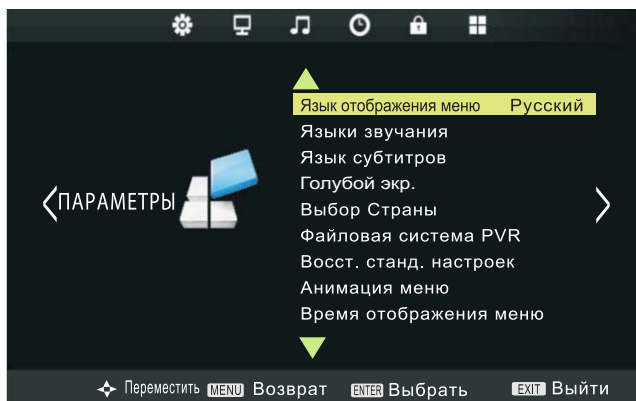 Язык отображения меню Русский
Языки звучания
Язык субтитров
Голубой экр.
ПАРАМЕТРЫ
Выбор Страны
Файловая система PVR
Восст. станд. настроек
Анимация меню
Время отображения меню
Переместить MENU Возврат ENTER Выбрать EXIT Выйти